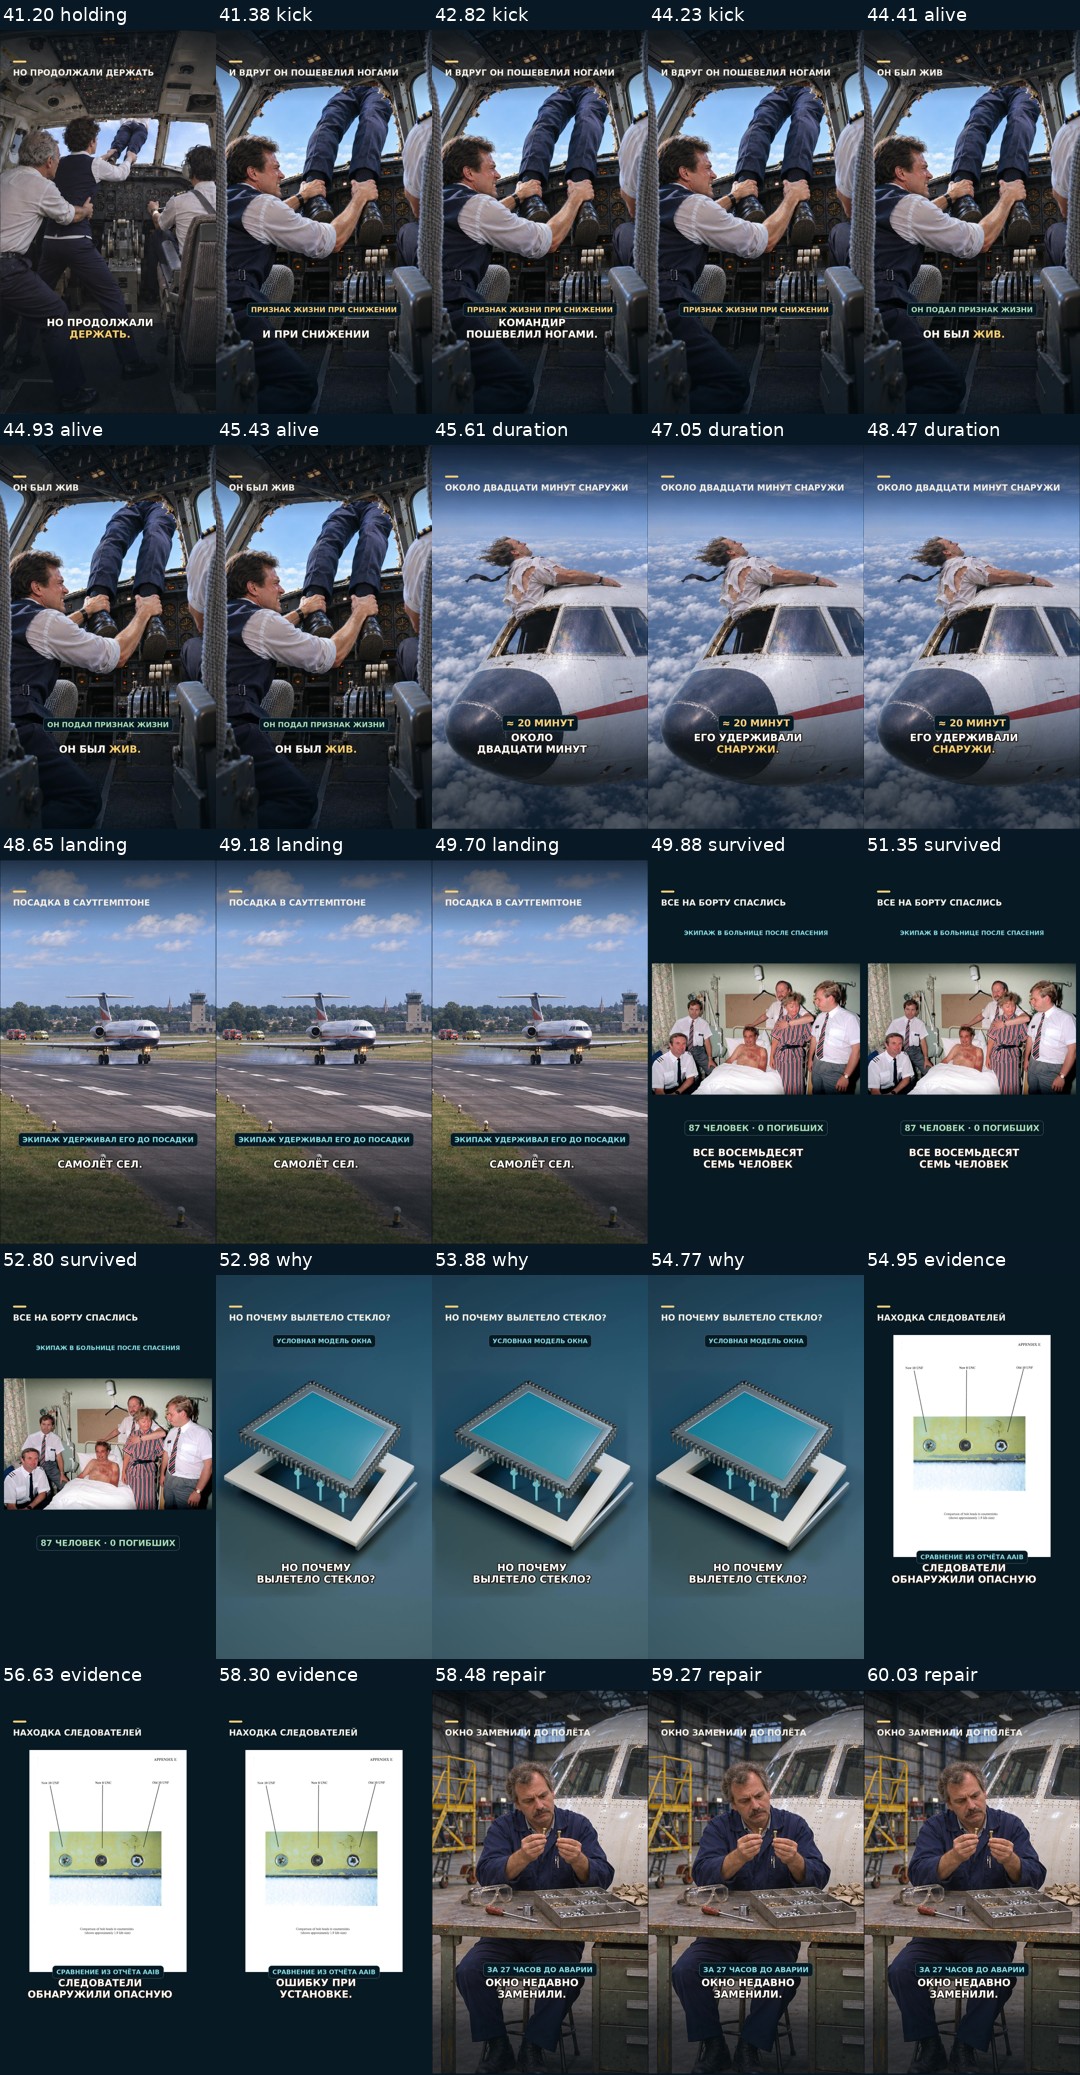 41.20 holding
НО ПРОДОЛЖАЛИ ДЕРЖАТЬ
НО ПРОДОЛЖАЛИ
ДЕРЖАТЬ.
41.38 kick
И ВДРУГ ОН ПОШЕВЕЛИЛ НОГАМИ
ПРИЗНАК ЖИЗНИ ПРИ СНИЖЕНИИ
И ПРИ СНИЖЕНИИ
42.82 kick
И ВДРУГ ОН ПОШЕВЕЛИЛ НОГАМИ
ПРИЗНАК ЖИЗНИ ПРИ СНИЖЕНИИ
КОМАНДИР
ПОШЕВЕЛИЛ НОГАМИ.
44.23 kick
И ВДРУГ ОН ПОШЕВЕЛИЛ НОГАМИ
ПРИЗНАК ЖИЗНИ ПРИ СНИЖЕНИИ
44.41 alive
ОН БЫЛ ЖИВ
ОН ПОДАЛ ПРИЗНАК ЖИЗНИ
ОН БЫЛ ЖИВ.
44.93 alive
ОН БЫЛ ЖИВ
ОН ПОДАЛ ПРИЗНАК ЖИЗНИ
ОН БЫЛ ЖИВ.
45.43 alive
ОН БЫЛ ЖИВ
ОН ПОДАЛ ПРИЗНАК ЖИЗНИ
ОН БЫЛ ЖИВ.
45.61 duration
ОКОЛО ДВАДЦАТИ МИНУТ СНАРУЖИ
≈ 20 МИНУТ
ОКОЛО
ДВАДЦАТИ МИНУТ
47.05 duration
ОКОЛО ДВАДЦАТИ МИНУТ СНАРУЖИ
≈ 20 МИНУТ
ЕГО УДЕРЖИВАЛИ
СНАРУЖИ.
48.47 duration
ОКОЛО ДВАДЦАТИ МИНУТ СНАРУЖИ
≈ 20 МИНУТ
ЕГО УДЕРЖИВАЛИ
СНАРУЖИ.
48.65 landing
ПОСАДКА В САУТГЕМПТОНЕ
ЭКИПАЖ УДЕРЖИВАЛ ЕГО ДО ПОСАДКИ
САМОЛЁТ СЕЛ.
49.18 landing
ПОСАДКА В САУТГЕМПТОНЕ
ЭКИПАЖ УДЕРЖИВАЛ ЕГО ДО ПОСАДКИ
САМОЛЁТ СЕЛ.
49.70 landing
ПОСАДКА В САУТГЕМПТОНЕ
ЭКИПАЖ УДЕРЖИВАЛ ЕГО ДО ПОСАДКИ
САМОЛЁТ СЕЛ.
49.88 survived
ВСЕ НА БОРТУ СПАСЛИСЬ
ЭКИПАЖ В БОЛЬНИЦЕ ПОСЛЕ СПАСЕНИЯ
87 ЧЕЛОВЕК · 0 ПОГИБШИХ
ВСЕ ВОСЕМЬДЕСЯТ
СЕМЬ ЧЕЛОВЕК
51.35 survived
ВСЕ НА БОРТУ СПАСЛИСЬ
ЭКИПАЖ В БОЛЬНИЦЕ ПОСЛЕ СПАСЕНИЯ
87 ЧЕЛОВЕК · 0 ПОГИБШИХ
ВСЕ ВОСЕМЬДЕСЯТ
СЕМЬ ЧЕЛОВЕК
52.80 survived
ВСЕ НА БОРТУ СПАСЛИСЬ
ЭКИПАЖ В БОЛЬНИЦЕ ПОСЛЕ СПАСЕНИЯ
87 ЧЕЛОВЕК · 0 ПОГИБШИХ
52.98 why
НО ПОЧЕМУ ВЫЛЕТЕЛО СТЕКЛО?
УСЛОВНАЯ МОДЕЛЬ ОКНА
НО ПОЧЕМУ
ВЫЛЕТЕЛО СТЕКЛО?
53.88 why
НО ПОЧЕМУ ВЫЛЕТЕЛО СТЕКЛО?
УСЛОВНАЯ МОДЕЛЬ ОКНА
НО ПОЧЕМУ
ВЫЛЕТЕЛО СТЕКЛО?
54.77 why
НО ПОЧЕМУ ВЫЛЕТЕЛО СТЕКЛО?
УСЛОВНАЯ МОДЕЛЬ ОКНА
НО ПОЧЕМУ
ВЫЛЕТЕЛО СТЕКЛО?
54.95 evidence
НАХОДКА СЛЕДОВАТЕЛЕЙ
СРАВНЕНИЕ ИЗ ОТЧЁТА AAIB
СЛЕДОВАТЕЛИ
ОБНАРУЖИЛИ ОПАСНУЮ
56.63 evidence
НАХОДКА СЛЕДОВАТЕЛЕЙ
СРАВНЕНИЕ ИЗ ОТЧЁТА AAIB
СЛЕДОВАТЕЛИ
ОБНАРУЖИЛИ ОПАСНУЮ
58.30 evidence
НАХОДКА СЛЕДОВАТЕЛЕЙ
СРАВНЕНИЕ ИЗ ОТЧЁТА AAIB
ОШИБКУ ПРИ
УСТАНОВКЕ.
58.48 repair
ОКНО ЗАМЕНИЛИ ДО ПОЛЁТА
ЗА 27 ЧАСОВ ДО АВАРИИ
ОКНО НЕДАВНО
ЗАМЕНИЛИ.
59.27 repair
ОКНО ЗАМЕНИЛИ ДО ПОЛЁТА
ЗА 27 ЧАСОВ ДО АВАРИИ
ОКНО НЕДАВНО
ЗАМЕНИЛИ.
60.03 repair
ОКНО ЗАМЕНИЛИ ДО ПОЛЁТА
ЗА 27 ЧАСОВ ДО АВАРИИ
ОКНО НЕДАВНО
ЗАМЕНИЛИ.